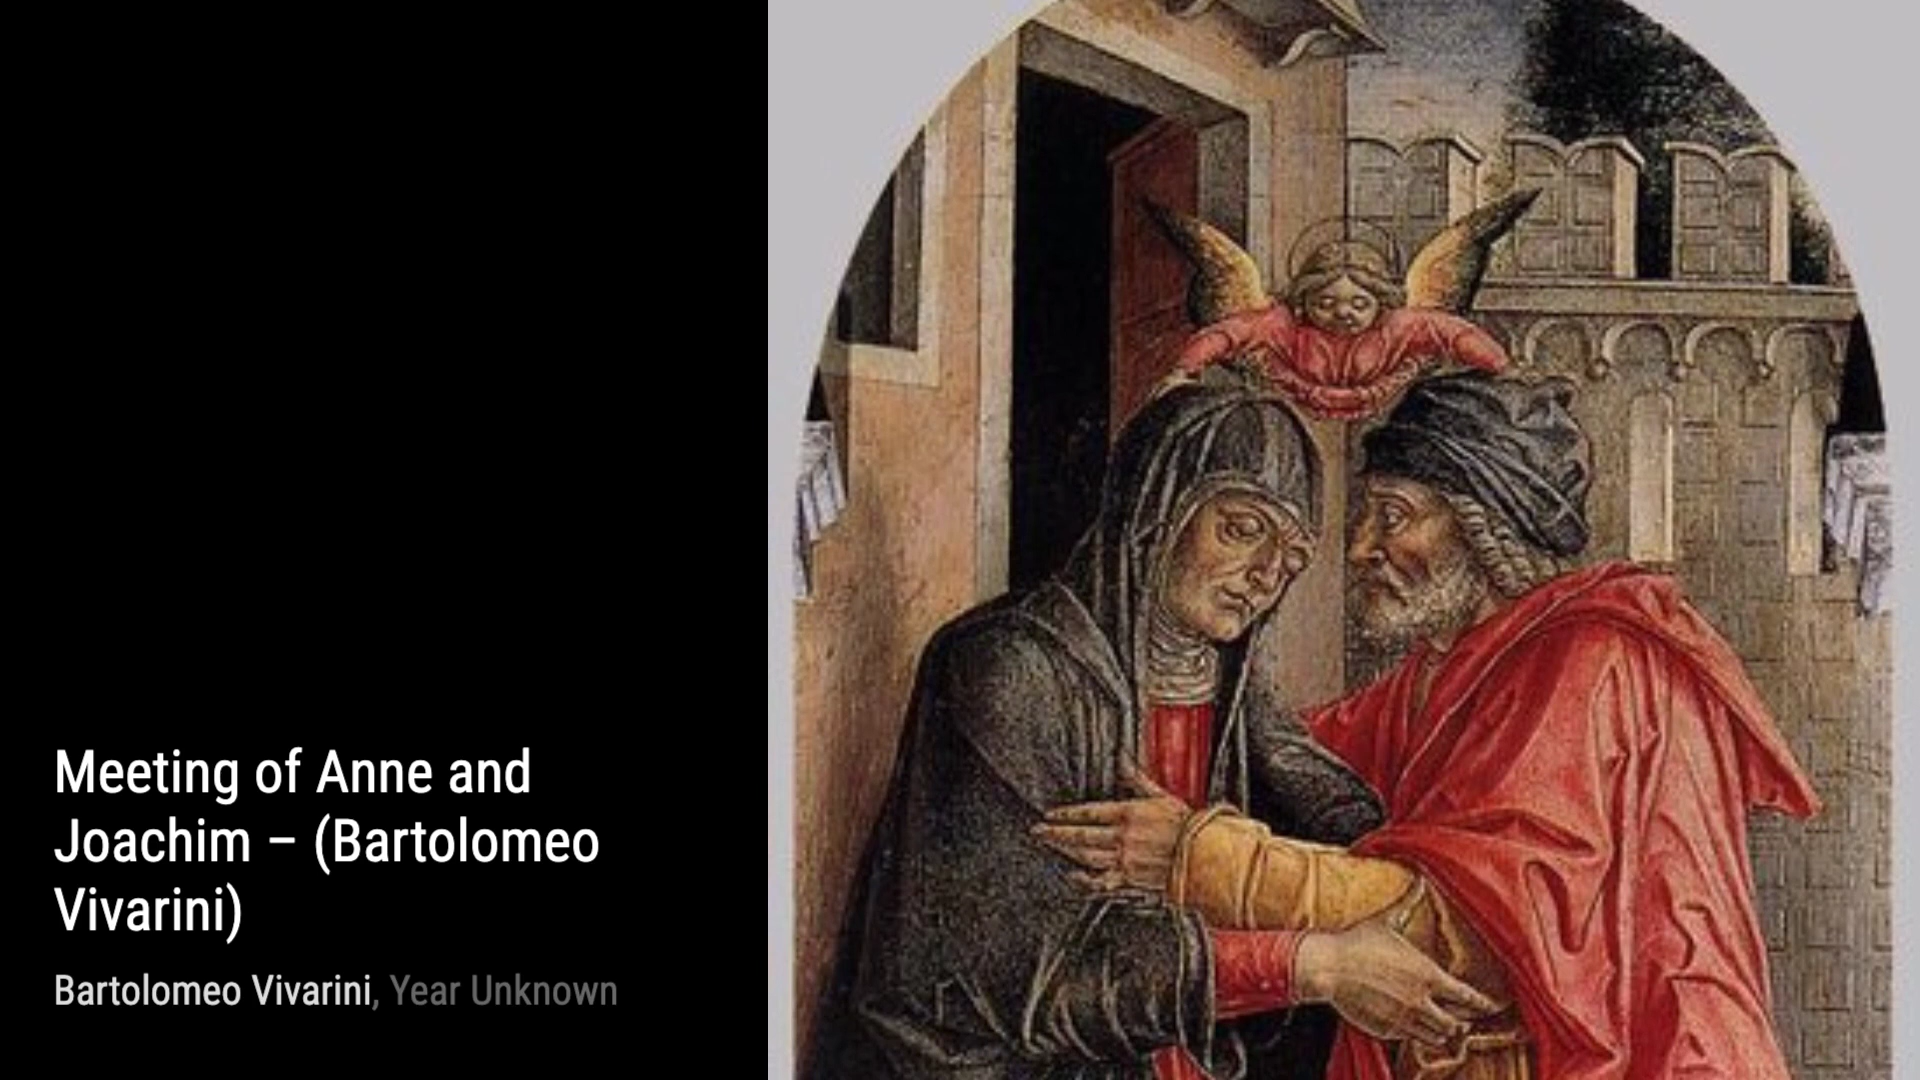 Meeting of Anne and
Joachim – (Bartolomeo
Vivarini)
Bartolomeo Vivarini, Year Unknown